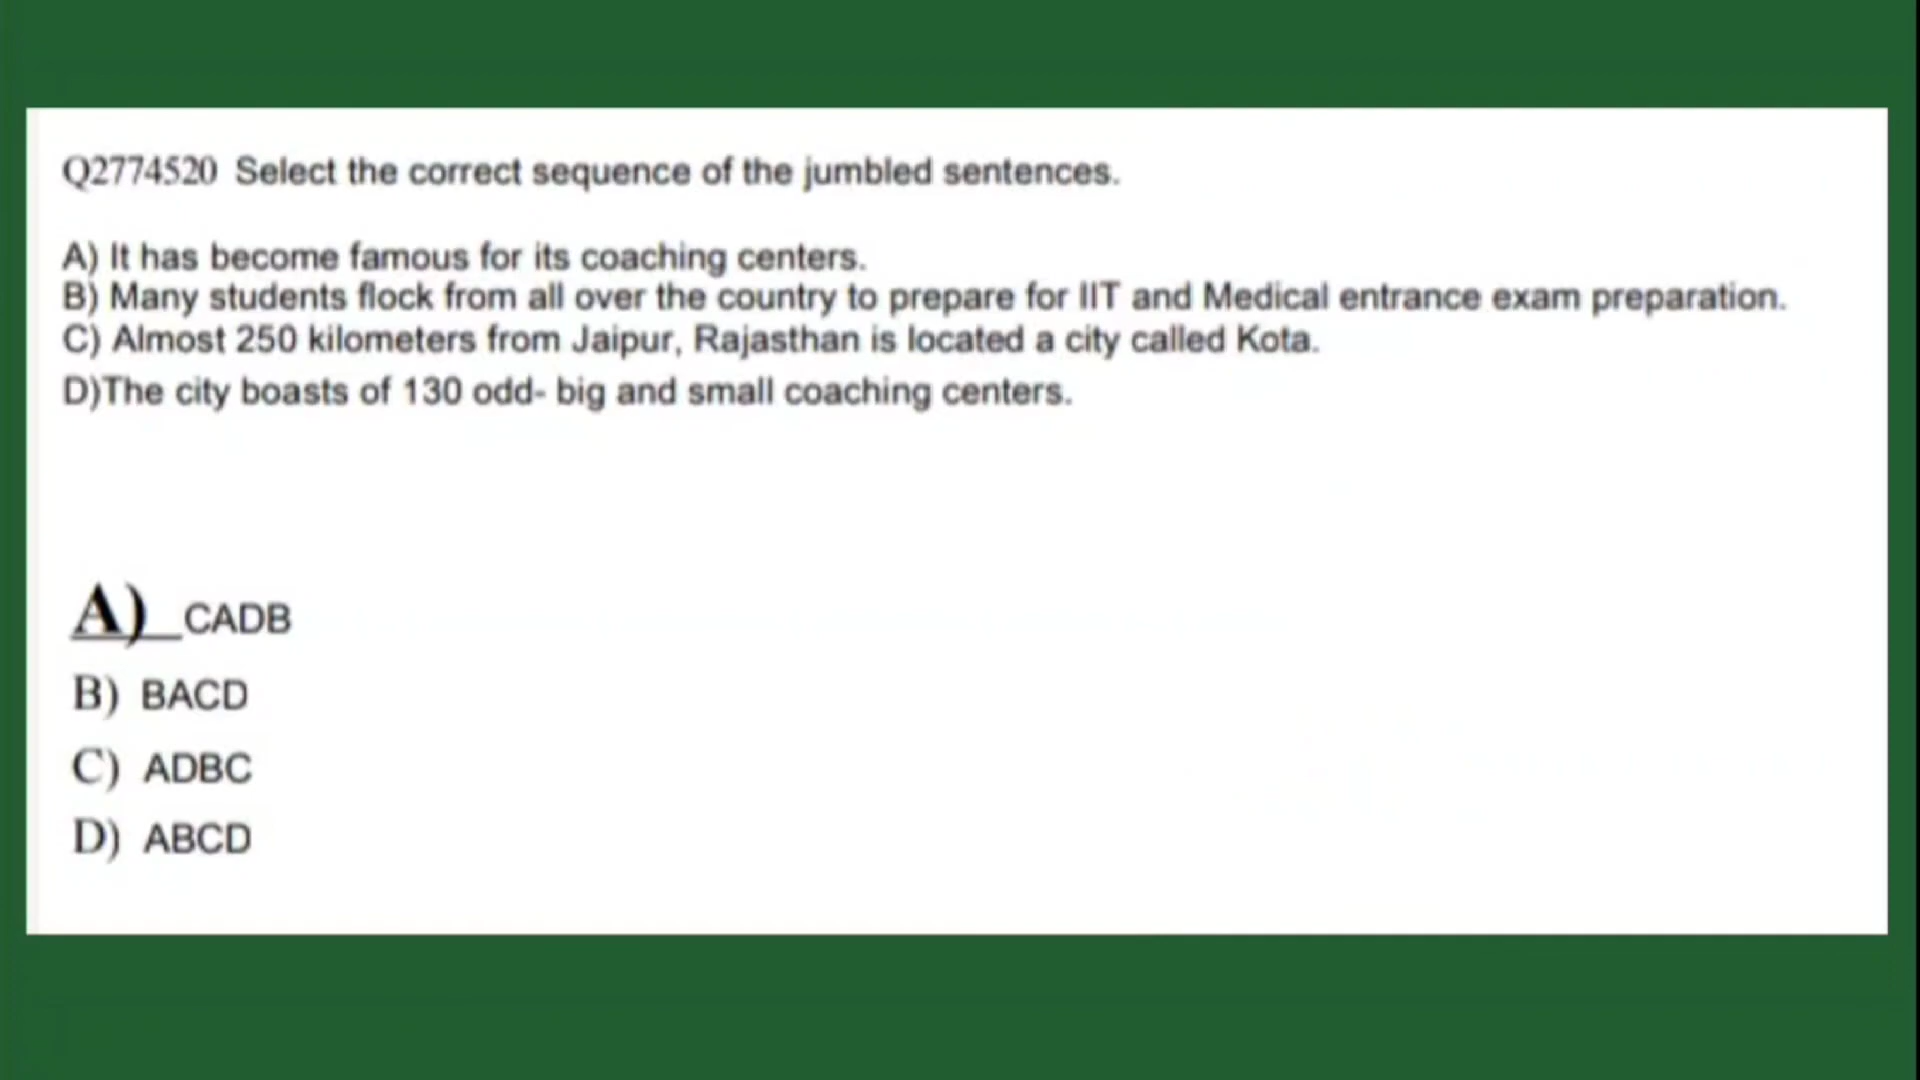 Q2774520 Select the correct sequence of the jumbled sentences.
A) It has become famous for its coaching centers.
B) Many students flock from all over the country to prepare for IIT and Medical entrance exam preparation.
C) Almost 250 kilometers from Jaipur, Rajasthan is located a city called Kota.
D)The city boasts of 130 odd- big and small coaching centers.
A) CADB
B) BACD
C) ADBC
D) ABCD